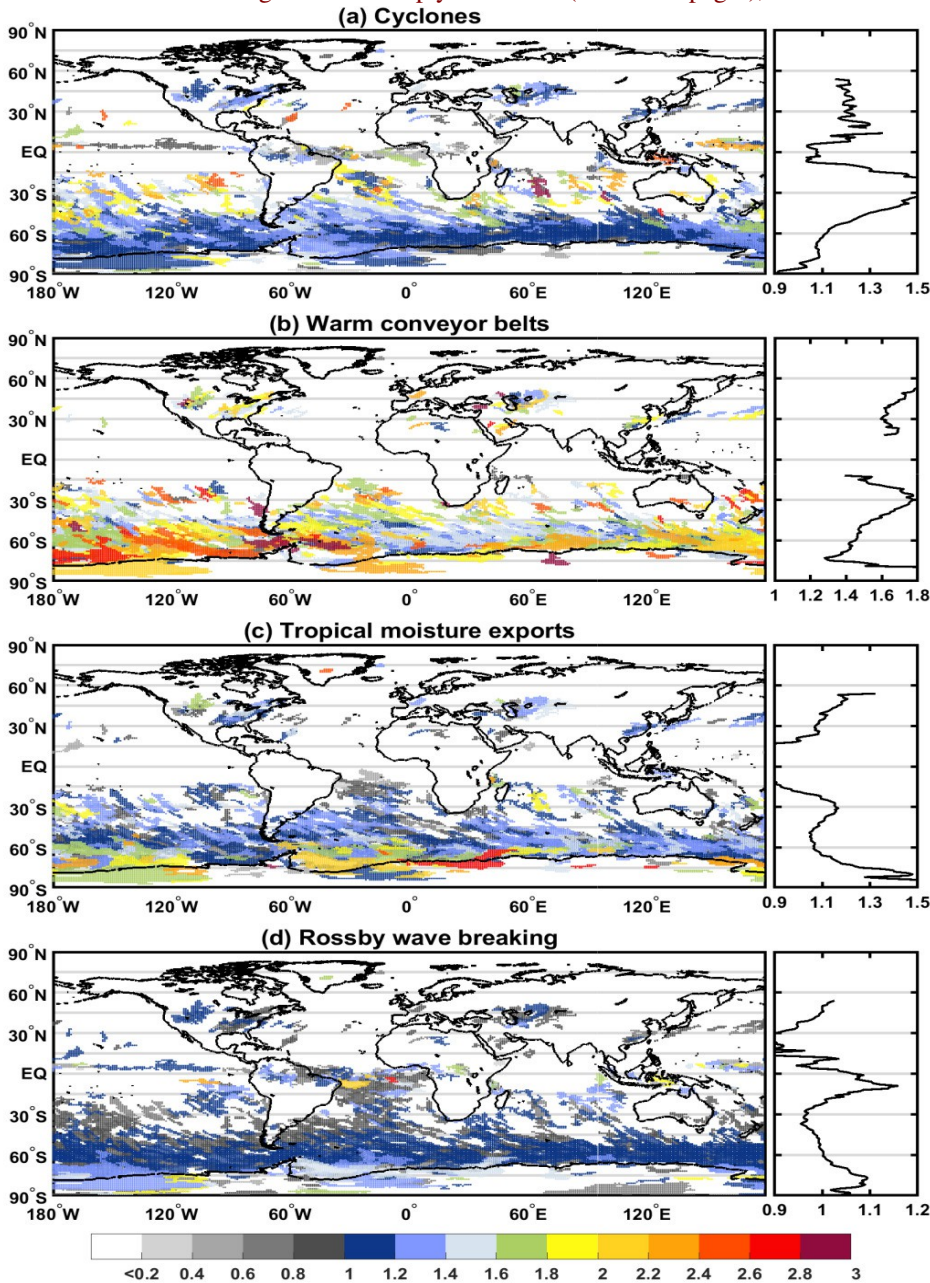 (a) Cyclones
90°N
60°N
30°N
EQ
30°S
60°S
90°S
180°W 120°W 60°W 0° 60°E 120°E
0.9 1.1 1.3 1.5
(b) Warm conveyor belts
90°N
60°N
30°N
EQ
30°S
60°S
90°S
180°W 120°W 60°W 0° 60°E 120°E
1 1.2 1.4 1.6 1.8
(c) Tropical moisture exports
90°N
60°N
30°N
EQ
30°S
60°S
90°S
180°W 120°W 60°W 0° 60°E 120°E
0.9 1.1 1.3 1.5
(d) Rossby wave breaking
90°N
60°N
30°N
EQ
30°S
60°S
90°S
180°W 120°W 60°W 0° 60°E 120°E
1 1.1 1.2
<0.2 0.4 0.6 0.8 1 1.2 1.4 1.6 1.8 2 2.2 2.4 2.6 2.8 3